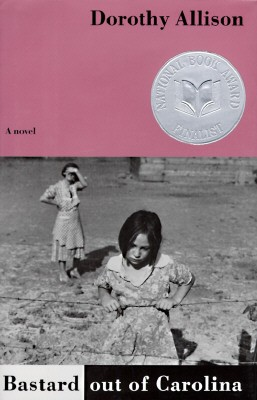 Dorothy Allison
NATIONAL BOOK AWARD
FINALIST
A novel
Bastard out of Carolina